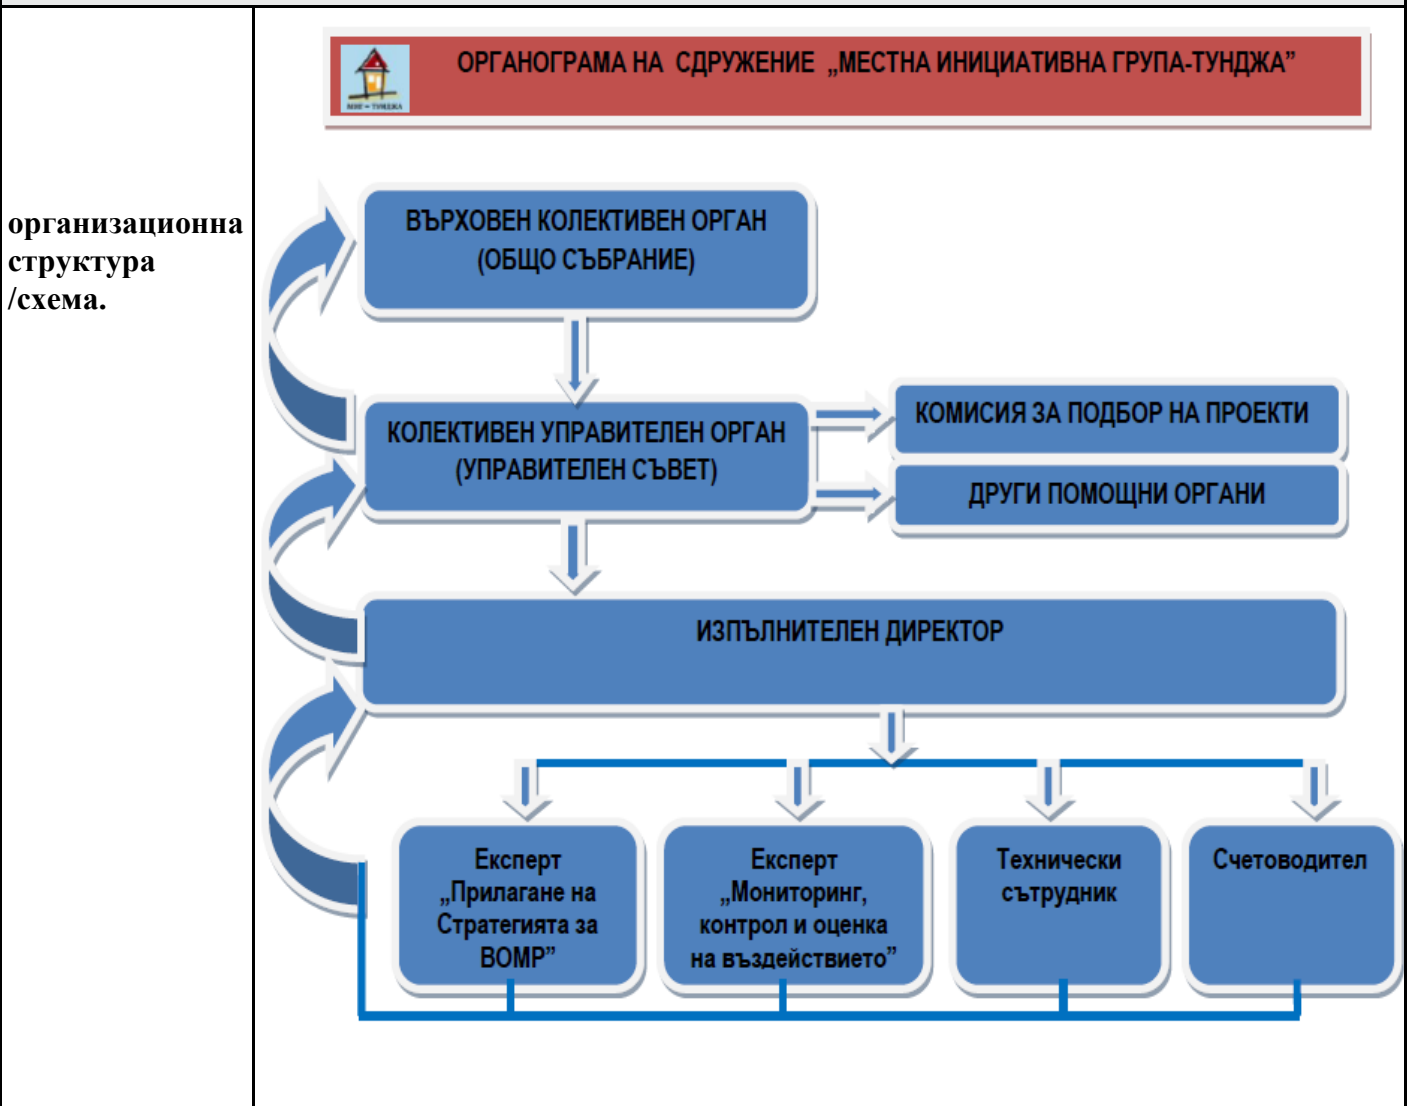 организационна
структура
/схема.
ОРГАНОГРАМА НА СДРУЖЕНИЕ „МЕСТНА ИНИЦИАТИВНА ГРУПА-ТУНДЖА”
МИГ – ТУНДЖА
ВЪРХОВЕН КОЛЕКТИВЕН ОРГАН
(ОБЩО СЪБРАНИЕ)
КОЛЕКТИВЕН УПРАВИТЕЛЕН ОРГАН
(УПРАВИТЕЛЕН СЪВЕТ)
КОМИСИЯ ЗА ПОДБОР НА ПРОЕКТИ
ДРУГИ ПОМОЩНИ ОРГАНИ
ИЗПЪЛНИТЕЛЕН ДИРЕКТОР
Експерт
„Прилагане на
Стратегията за
ВОМР”
Експерт
„Мониторинг,
контрол и оценка
на въздействието”
Технически
сътрудник
Счетоводител